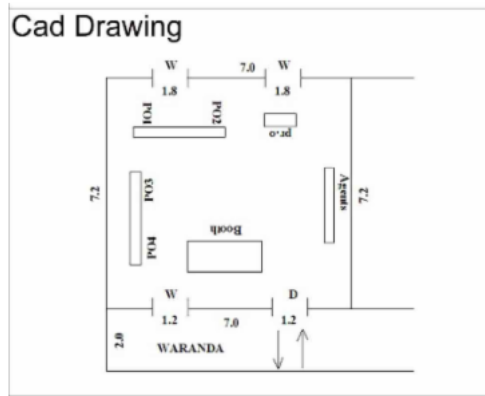 Cad Drawing
W 7.0 W
1.8 1.8
PO1 PO2
pr.o
7.2
PO3
Agents
7.2
PO4
Booth
W D
1.2 7.0 1.2
2.0
WARANDA